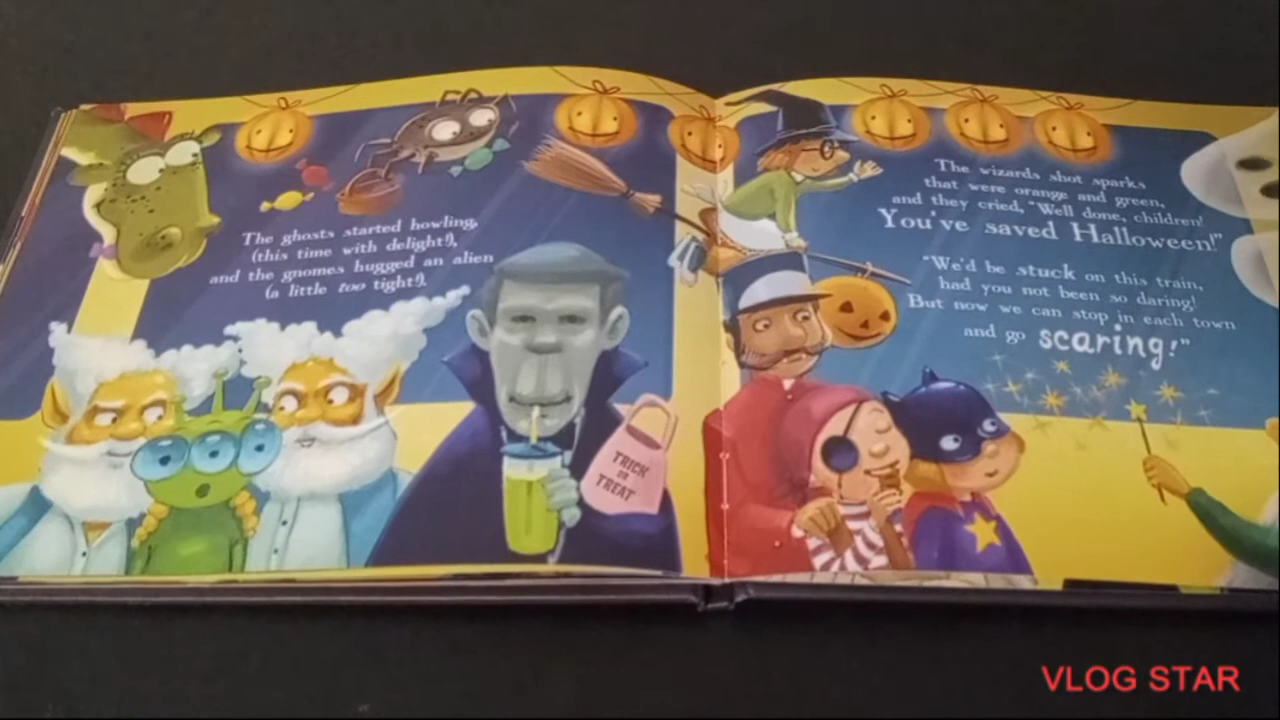 The ghosts started howling,
(this time with delight!),
and the gnomes hugged an alien
(a little too tight!).
TRICK
OR
TREAT
The wizards shot sparks
that were orange and green,
and they cried, "Well done, children!
You've saved Halloween!"
"We'd be stuck on this train,
had you not been so daring!
But now we can stop in each town
and go scaring!"
VLOG STAR